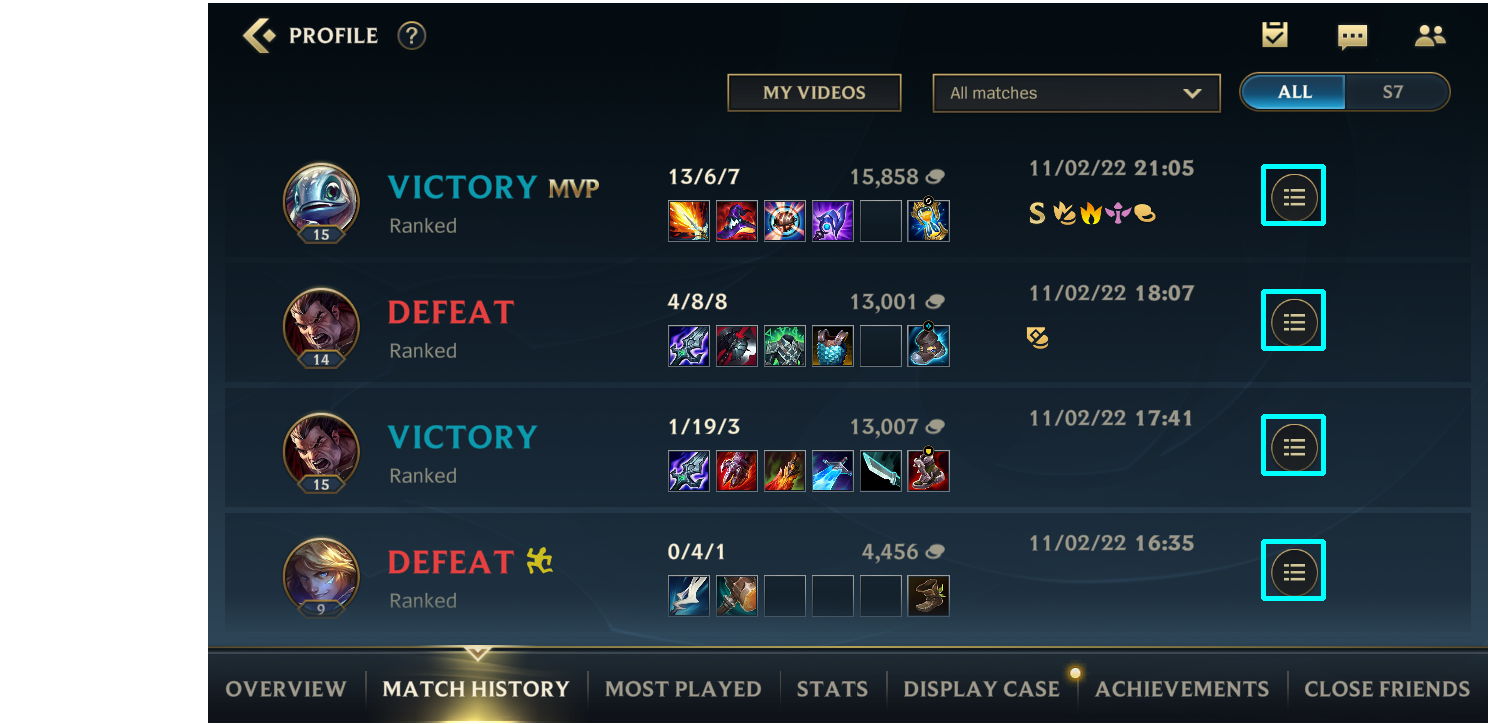 PROFILE ?
MY VIDEOS All matches ALL S7
VICTORY MVP 13/6/7 15,858 11/02/22 21:05
15 Ranked S
DEFEAT 4/8/8 13,001 11/02/22 18:07
14 Ranked
VICTORY 1/19/3 13,007 11/02/22 17:41
15 Ranked
DEFEAT 0/4/1 4,456 11/02/22 16:35
9 Ranked
OVERVIEW MATCH HISTORY MOST PLAYED STATS DISPLAY CASE ACHIEVEMENTS CLOSE FRIENDS